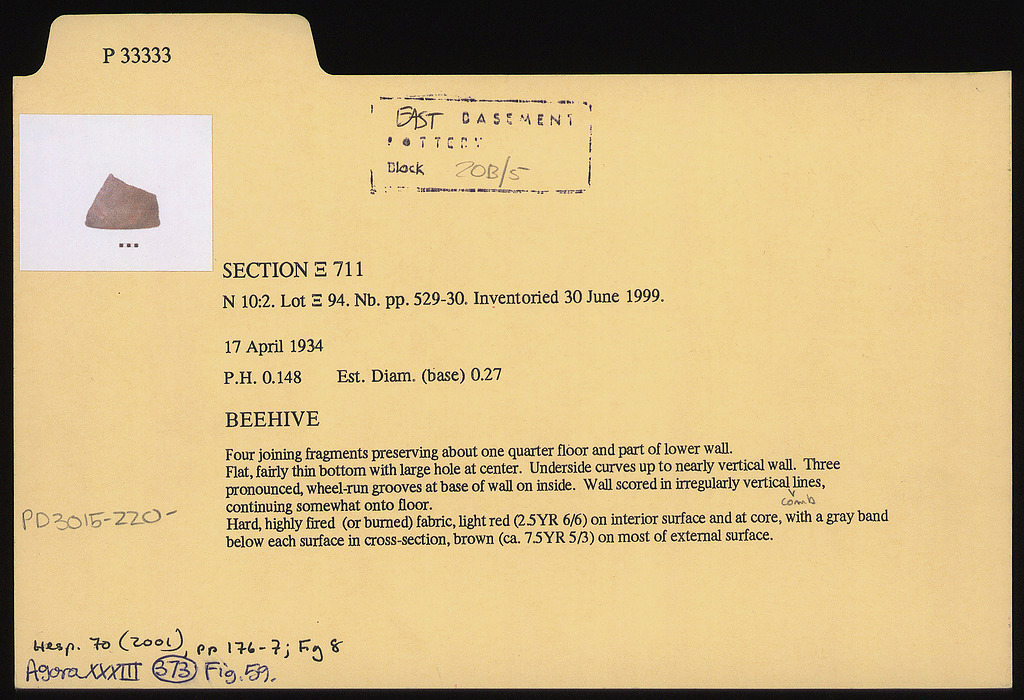 P 33333
EAST BASEMENT
POTTERY
Block 20B/5
SECTION Ξ 711
N 10:2. Lot Ξ 94. Nb. pp. 529-30. Inventoried 30 June 1999.
17 April 1934
P.H. 0.148 Est. Diam. (base) 0.27
BEEHIVE
Four joining fragments preserving about one quarter floor and part of lower wall.
Flat, fairly thin bottom with large hole at center. Underside curves up to nearly vertical wall. Three
pronounced, wheel-run grooves at base of wall on inside. Wall scored in irregularly vertical lines,
comb
continuing somewhat onto floor.
Hard, highly fired (or burned) fabric, light red (2.5YR 6/6) on interior surface and at core, with a gray band
below each surface in cross-section, brown (ca. 7.5YR 5/3) on most of external surface.
PD3015-220-
Hesp. 70 (2001), pp 176-7; Fig 8
Agora XXXIII 373 Fig. 59.